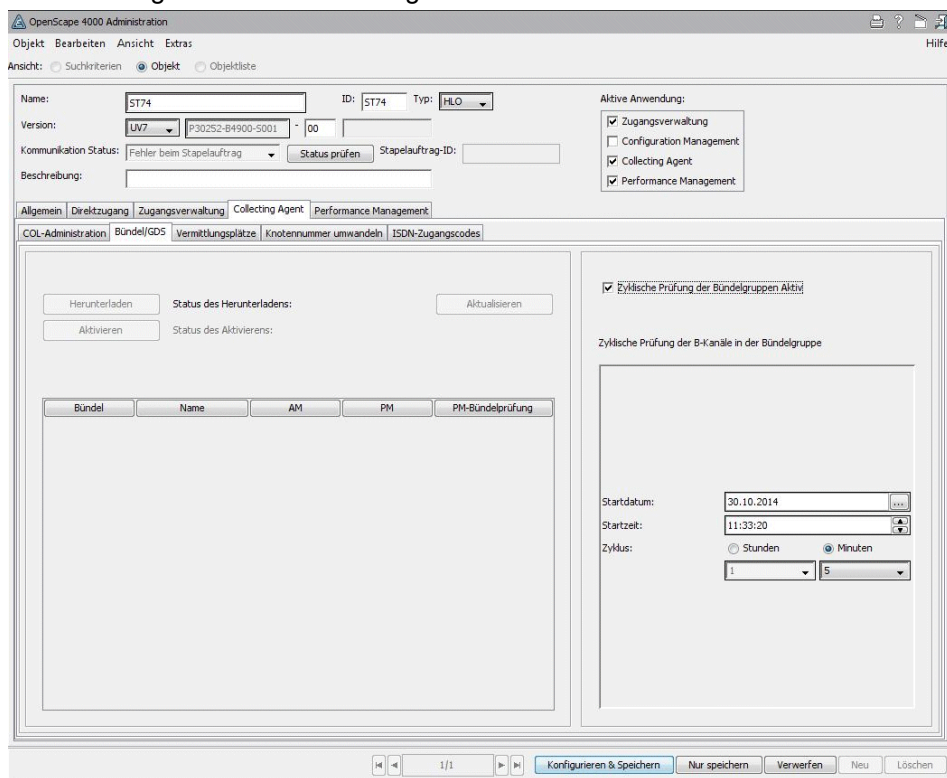 OpenScape 4000 Administration
Objekt Bearbeiten Ansicht Extras Hilfe
Ansicht: Suchkriterien Objekt Objektliste
Name: ST74 ID: ST74 Typ: HLO Aktive Anwendung:
Version: UV7 P30252-B4900-S001 - 00 Zugangsverwaltung
Configuration Management
Kommunikation Status: Fehler beim Stapelauftrag Status prüfen Stapelauftrag-ID: Collecting Agent
Beschreibung: Performance Management
Allgemein Direktzugang Zugangsverwaltung Collecting Agent Performance Management
COL-Administration Bündel/GDS Vermittlungsplätze Knotennummer umwandeln ISDN-Zugangscodes
Zyklische Prüfung der Bündelgruppen Aktiv
Herunterladen Status des Herunterladens: Aktualisieren
Aktivieren Status des Aktivierens:
Zyklische Prüfung der B-Kanäle in der Bündelgruppe
Bündel Name AM PM PM-Bündelprüfung
Startdatum: 30.10.2014 ...
Startzeit: 11:33:20
Zyklus: Stunden Minuten
1 5
1/1 Konfigurieren & Speichern Nur speichern Verwerfen Neu Löschen